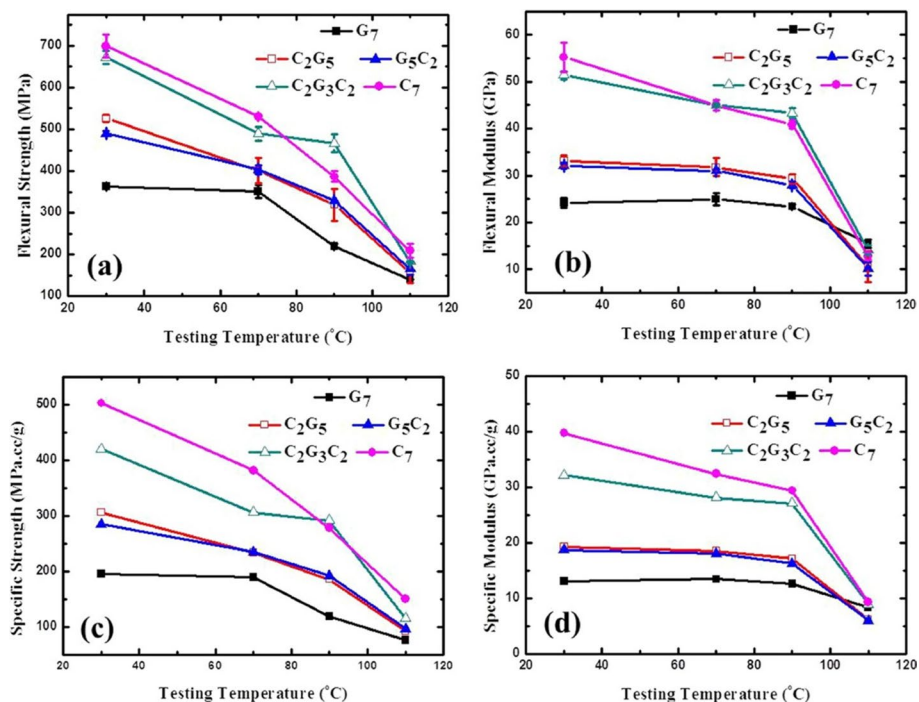 G7
C2G5 G5C2
C2G3C2 C7
700
600
500
400
300
200
100
Flexural Strength (MPa)
(a)
20 40 60 80 100 120
Testing Temperature (°C)
G7
C2G5 G5C2
C2G3C2 C7
60
50
40
30
20
10
Flexural Modulus (GPa)
(b)
20 40 60 80 100 120
Testing Temperature (°C)
G7
C2G5 G5C2
C2G3C2 C7
500
400
300
200
100
Specific Strength (MPa.cc/g)
(c)
20 40 60 80 100 120
Testing Temperature (°C)
G7
C2G5 G5C2
C2G3C2 C7
50
40
30
20
10
0
Specific Modulus (GPa.cc/g)
(d)
20 40 60 80 100 120
Testing Temperature (°C)